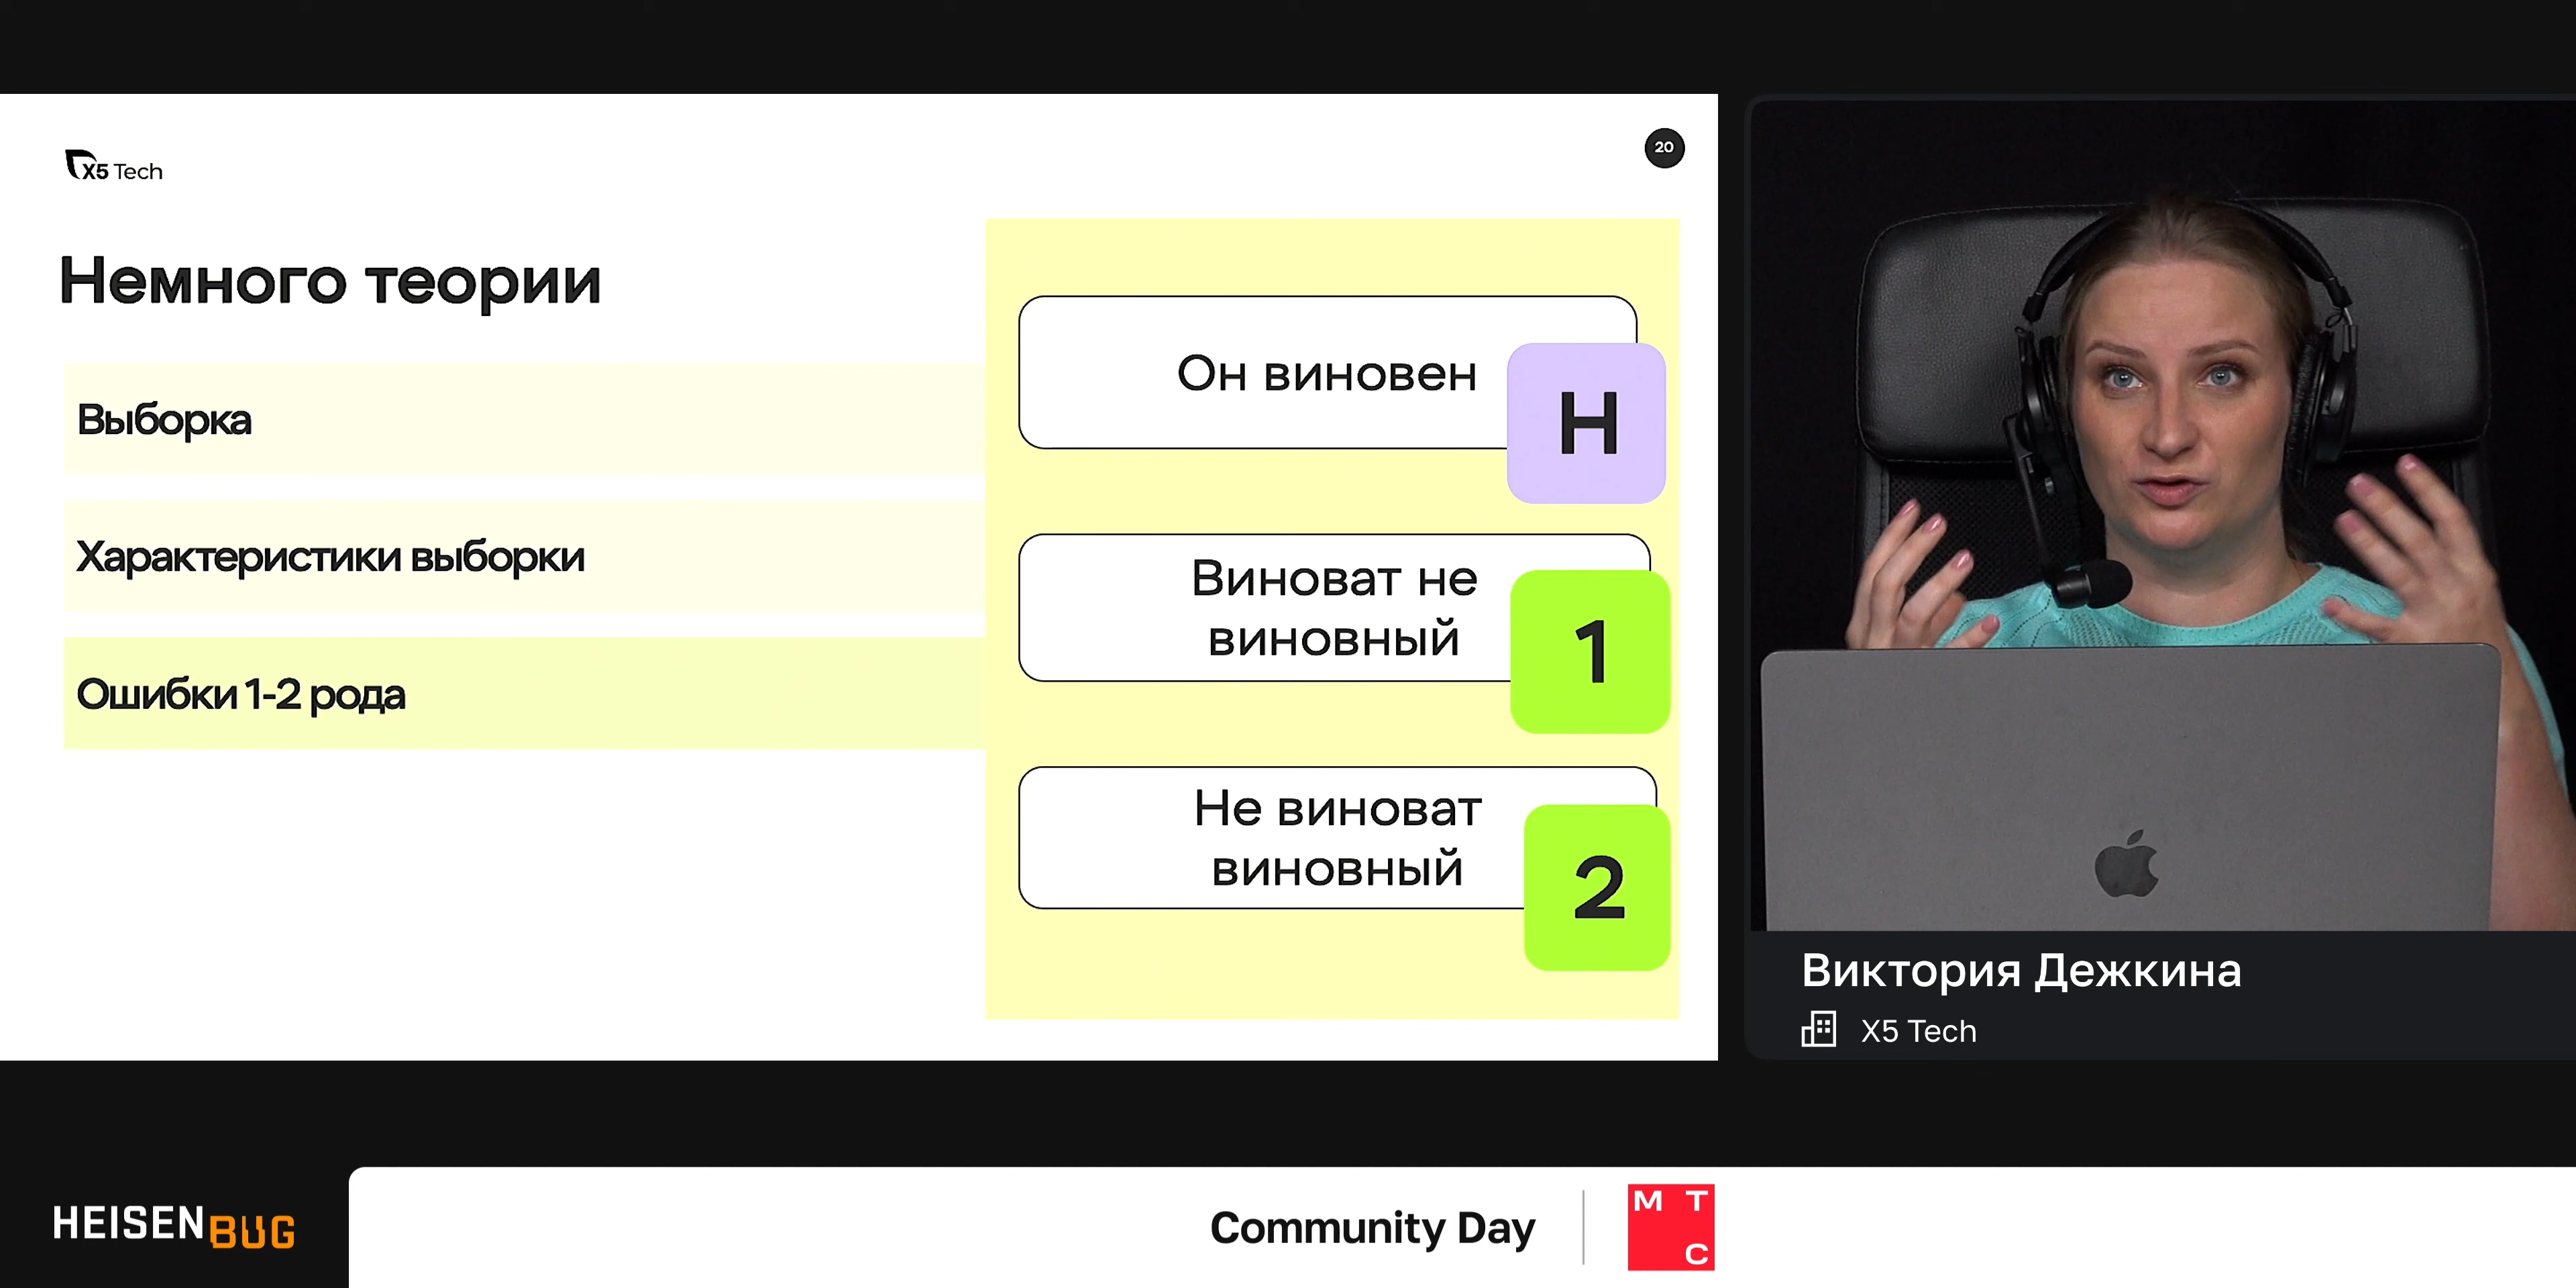 X5 Tech
20
Немного теории
Выборка
Характеристики выборки
Ошибки 1-2 рода
Он виновен
H
Виноват не
виновный
1
Не виноват
виновный
2
Виктория Дежкина
X5 Tech
HEISENBUG
Community Day
МТС